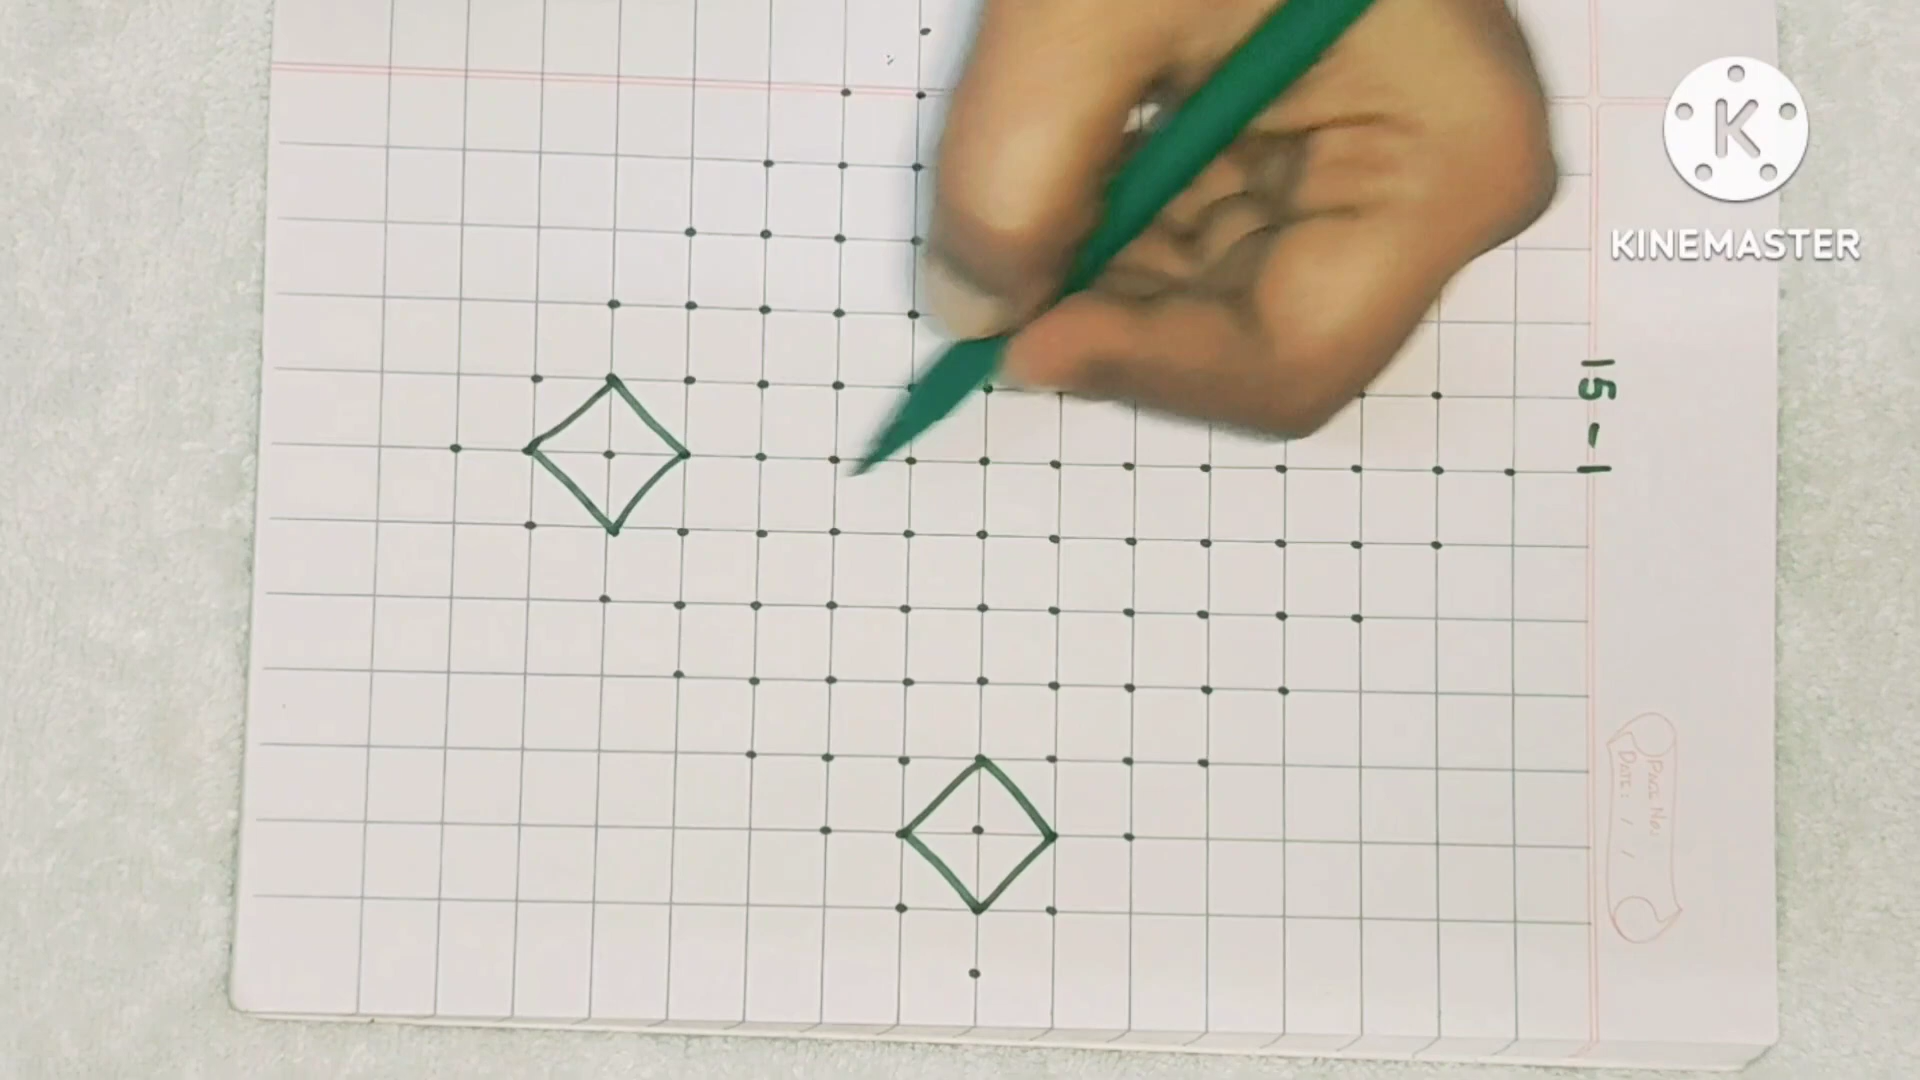 K
KINEMASTER
15-1
PAGE NO.:
DATE: / /